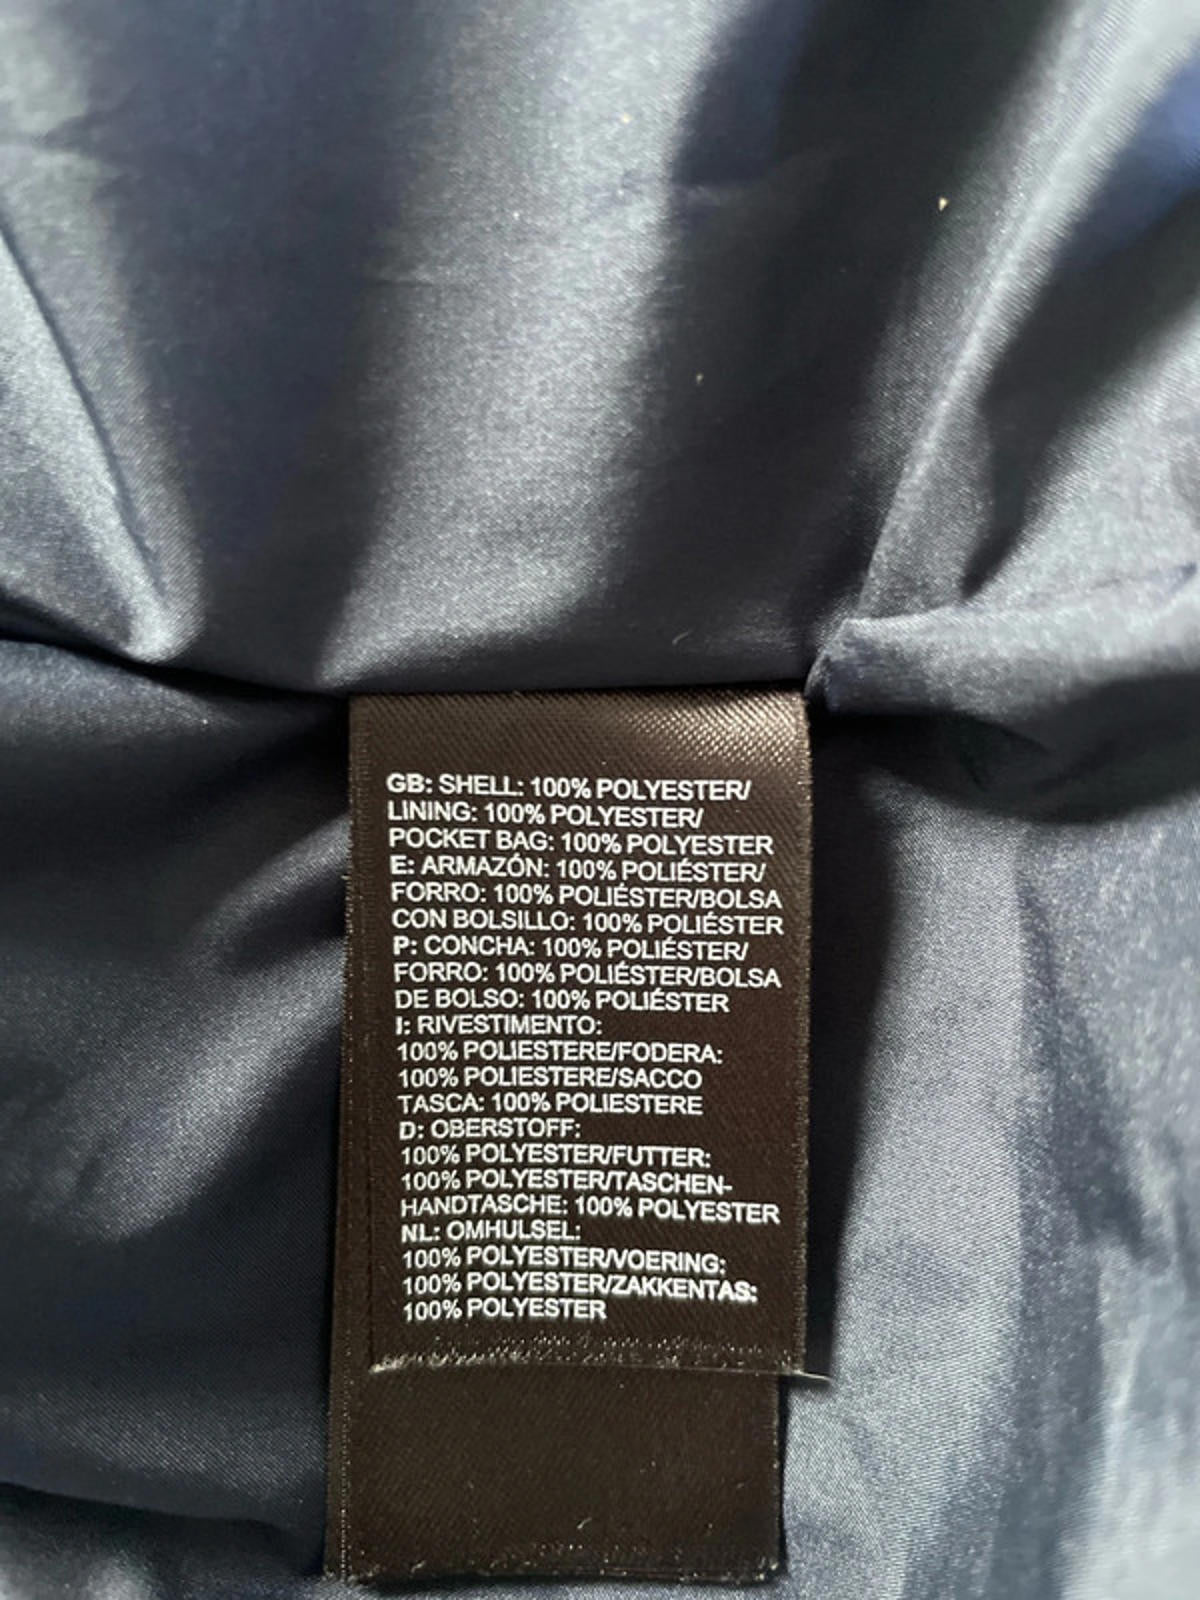 GB: SHELL: 100% POLYESTER/
LINING: 100% POLYESTER/
POCKET BAG: 100% POLYESTER
E: ARMAZÓN: 100% POLIÉSTER/
FORRO: 100% POLIÉSTER/BOLSA
CON BOLSILLO: 100% POLIÉSTER
P: CONCHA: 100% POLIÉSTER/
FORRO: 100% POLIÉSTER/BOLSA
DE BOLSO: 100% POLIÉSTER
I: RIVESTIMENTO:
100% POLIESTERE/FODERA:
100% POLIESTERE/SACCO
TASCA: 100% POLIESTERE
D: OBERSTOFF:
100% POLYESTER/FUTTER:
100% POLYESTER/TASCHEN-
HANDTASCHE: 100% POLYESTER
NL: OMHULSEL:
100% POLYESTER/VOERING:
100% POLYESTER/ZAKKENTAS:
100% POLYESTER